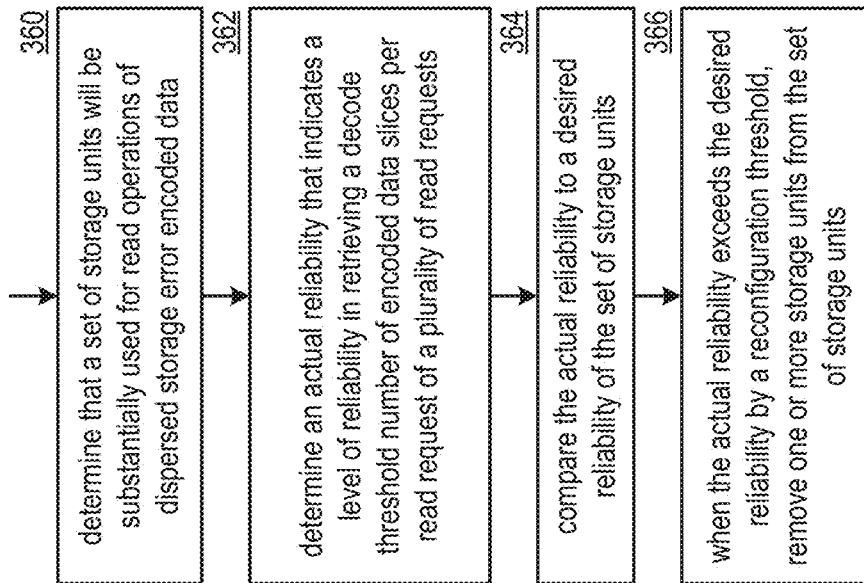 360
determine that a set of storage units will be
substantially used for read operations of
dispersed storage error encoded data
362
determine an actual reliability that indicates a
level of reliability in retrieving a decode
threshold number of encoded data slices per
read request of a plurality of read requests
364
compare the actual reliability to a desired
reliability of the set of storage units
366
when the actual reliability exceeds the desired
reliability by a reconfiguration threshold,
remove one or more storage units from the set
of storage units